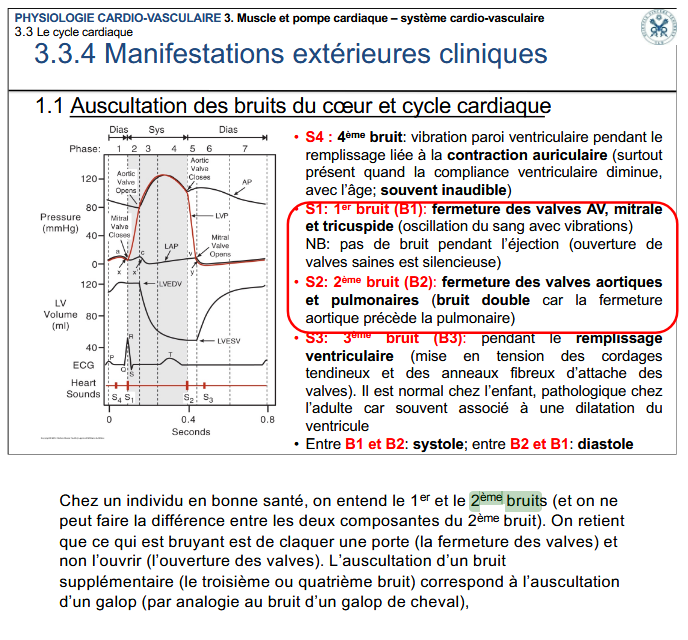 PHYSIOLOGIE CARDIO-VASCULAIRE 3. Muscle et pompe cardiaque – système cardio-vasculaire
3.3 Le cycle cardiaque
3.3.4 Manifestations extérieures cliniques
1.1 Auscultation des bruits du cœur et cycle cardiaque
Dias Sys Dias
Phase: 1 2 3 4 5 6 7
Aortic Valve Opens
Aortic Valve Closes
AP
120
80
40
0
Pressure (mmHg)
LVP
Mitral Valve Closes
Mitral Valve Opens
LAP
a c v
x x' y
LV Volume (ml)
120
80
40
LVEDV
LVESV
ECG
P Q R S T
Heart Sounds
S4 S1 S2 S3
0 0.4 0.8
Seconds
• S4 : 4ème bruit: vibration paroi ventriculaire pendant le
remplissage liée à la contraction auriculaire (surtout
présent quand la compliance ventriculaire diminue,
avec l'âge; souvent inaudible)
• S1: 1er bruit (B1): fermeture des valves AV, mitrale
et tricuspide (oscillation du sang avec vibrations)
NB: pas de bruit pendant l'éjection (ouverture de
valves saines est silencieuse)
• S2: 2ème bruit (B2): fermeture des valves aortiques
et pulmonaires (bruit double car la fermeture
aortique précède la pulmonaire)
• S3: 3ème bruit (B3): pendant le remplissage
ventriculaire (mise en tension des cordages
tendineux et des anneaux fibreux d'attache des
valves). Il est normal chez l'enfant, pathologique chez
l'adulte car souvent associé à une dilatation du
ventricule
• Entre B1 et B2: systole; entre B2 et B1: diastole
Chez un individu en bonne santé, on entend le 1er et le 2ème bruits (et on ne
peut faire la différence entre les deux composantes du 2ème bruit). On retient
que ce qui est bruyant est de claquer une porte (la fermeture des valves) et
non l'ouvrir (l'ouverture des valves). L'auscultation d'un bruit
supplémentaire (le troisième ou quatrième bruit) correspond à l'auscultation
d'un galop (par analogie au bruit d'un galop de cheval),